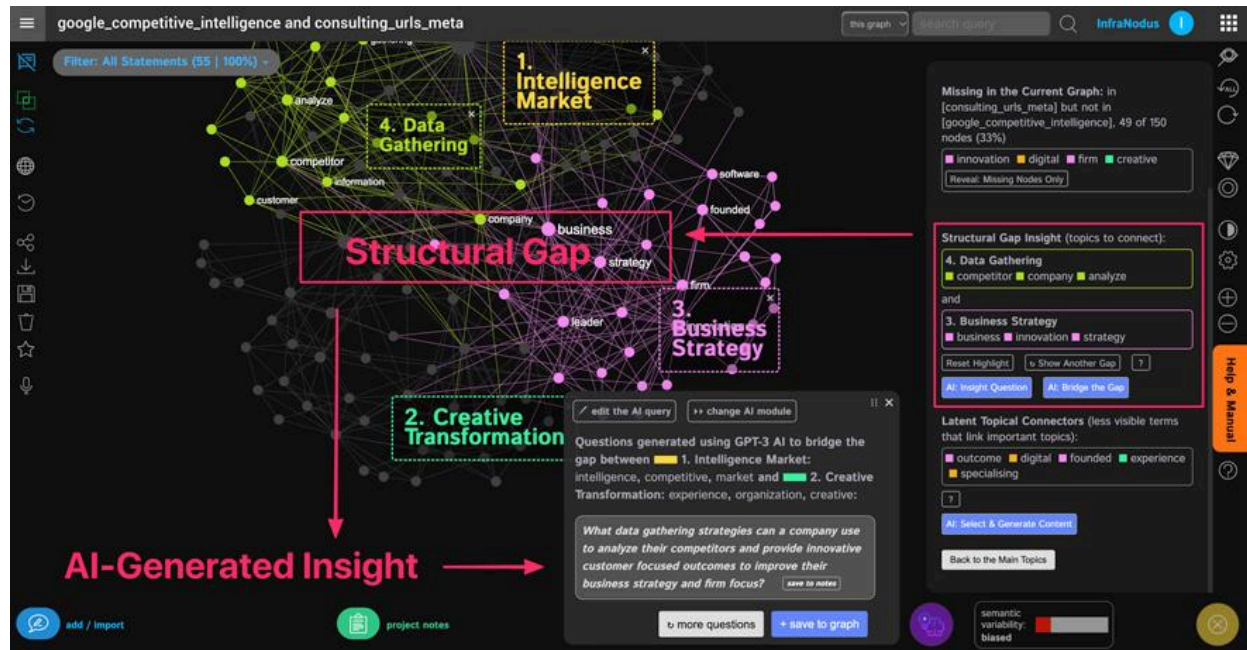 google_competitive_intelligence and consulting_urls_meta
this graph
search query
InfraNodus
I
Filter: All Statements (55 | 100%)
gathering
analyze
competitor
information
customer
company
business
strategy
software
founded
firm
leader
1.
Intelligence
Market
×
4. Data
Gathering
×
Structural Gap
3.
Business
Strategy
×
2. Creative
Transformation
AI-Generated Insight
add / import
project notes
edit the AI query
change AI module
×
Questions generated using GPT-3 AI to bridge the
gap between 1. Intelligence Market:
intelligence, competitive, market and 2. Creative
Transformation: experience, organization, creative:
What data gathering strategies can a company use
to analyze their competitors and provide innovative
customer focused outcomes to improve their
business strategy and firm focus? save to notes
more questions
+ save to graph
Missing in the Current Graph: in
[consulting_urls_meta] but not in
[google_competitive_intelligence], 49 of 150
nodes (33%)
innovation digital firm creative
Reveal: Missing Nodes Only
Structural Gap Insight (topics to connect):
4. Data Gathering
competitor company analyze
and
3. Business Strategy
business innovation strategy
Reset Highlight
Show Another Gap
?
AI: Insight Question
AI: Bridge the Gap
Latent Topical Connectors (less visible terms
that link important topics):
outcome digital founded experience
specialising
?
AI: Select & Generate Content
Back to the Main Topics
semantic
variability:
biased
ALL
Help & Manual
?